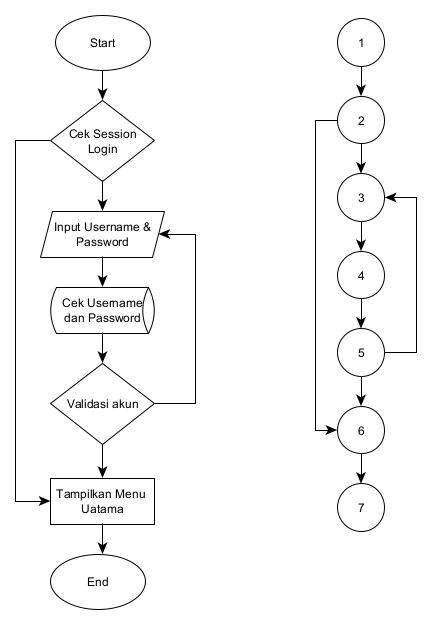 Start
Cek Session
Login
Input Username &
Password
Cek Username
dan Password
Validasi akun
Tampilkan Menu
Uatama
End
1
2
3
4
5
6
7